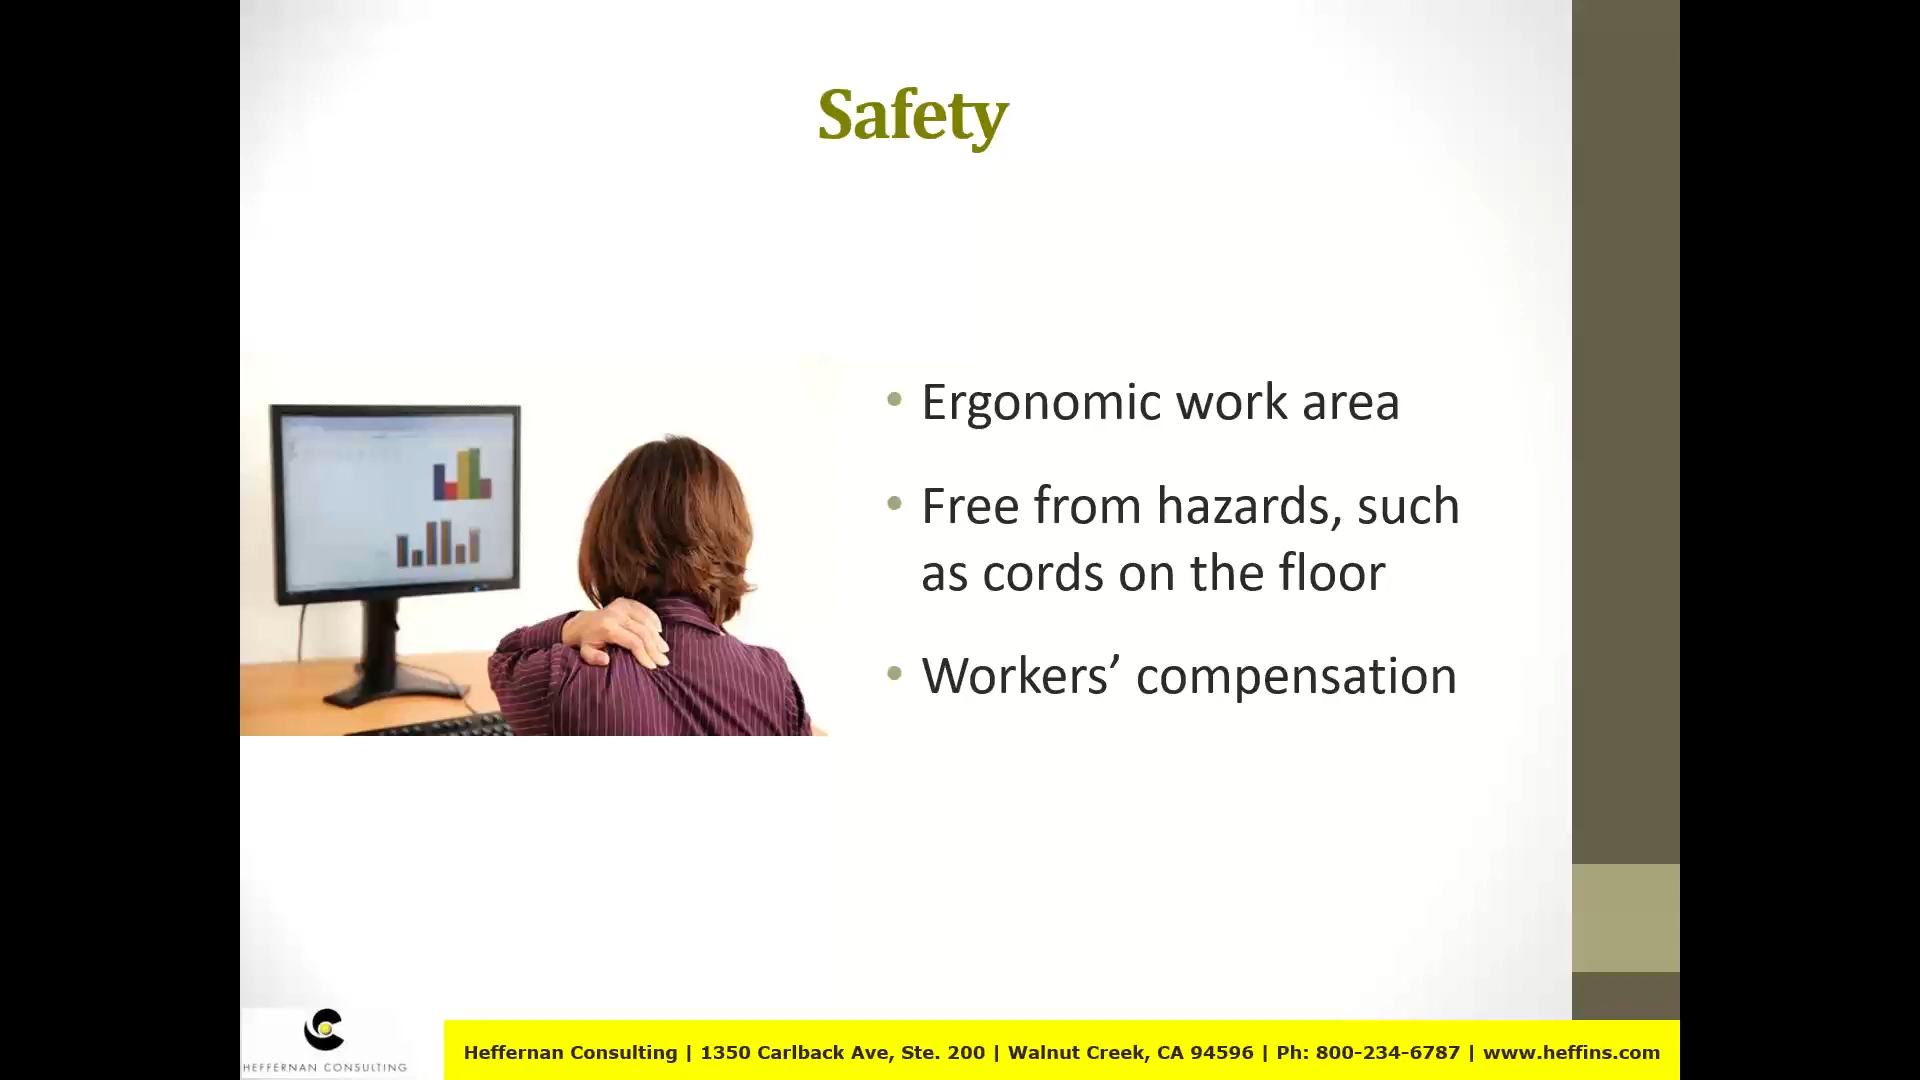 Safety
• Ergonomic work area
• Free from hazards, such
as cords on the floor
• Workers’ compensation
HEFFERNAN CONSULTING
Heffernan Consulting | 1350 Carlback Ave, Ste. 200 | Walnut Creek, CA 94596 | Ph: 800-234-6787 | www.heffins.com